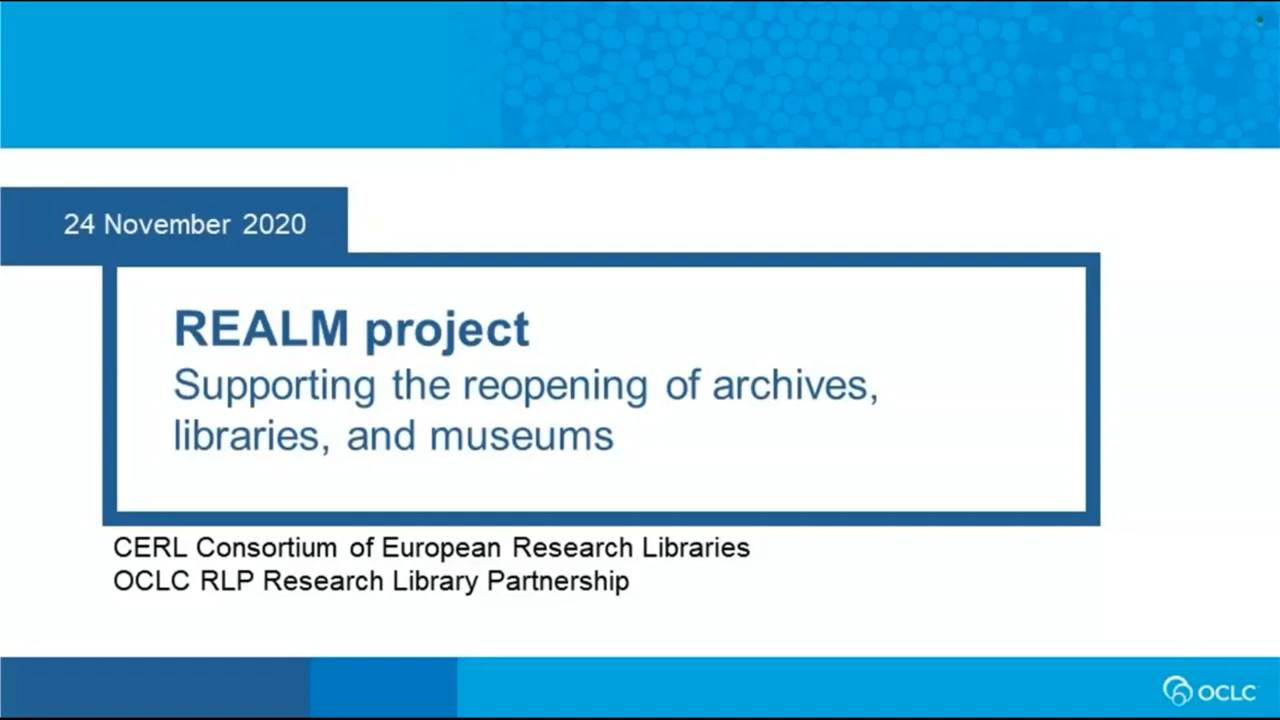 24 November 2020
REALM project
Supporting the reopening of archives,
libraries, and museums
CERL Consortium of European Research Libraries
OCLC RLP Research Library Partnership
OCLC